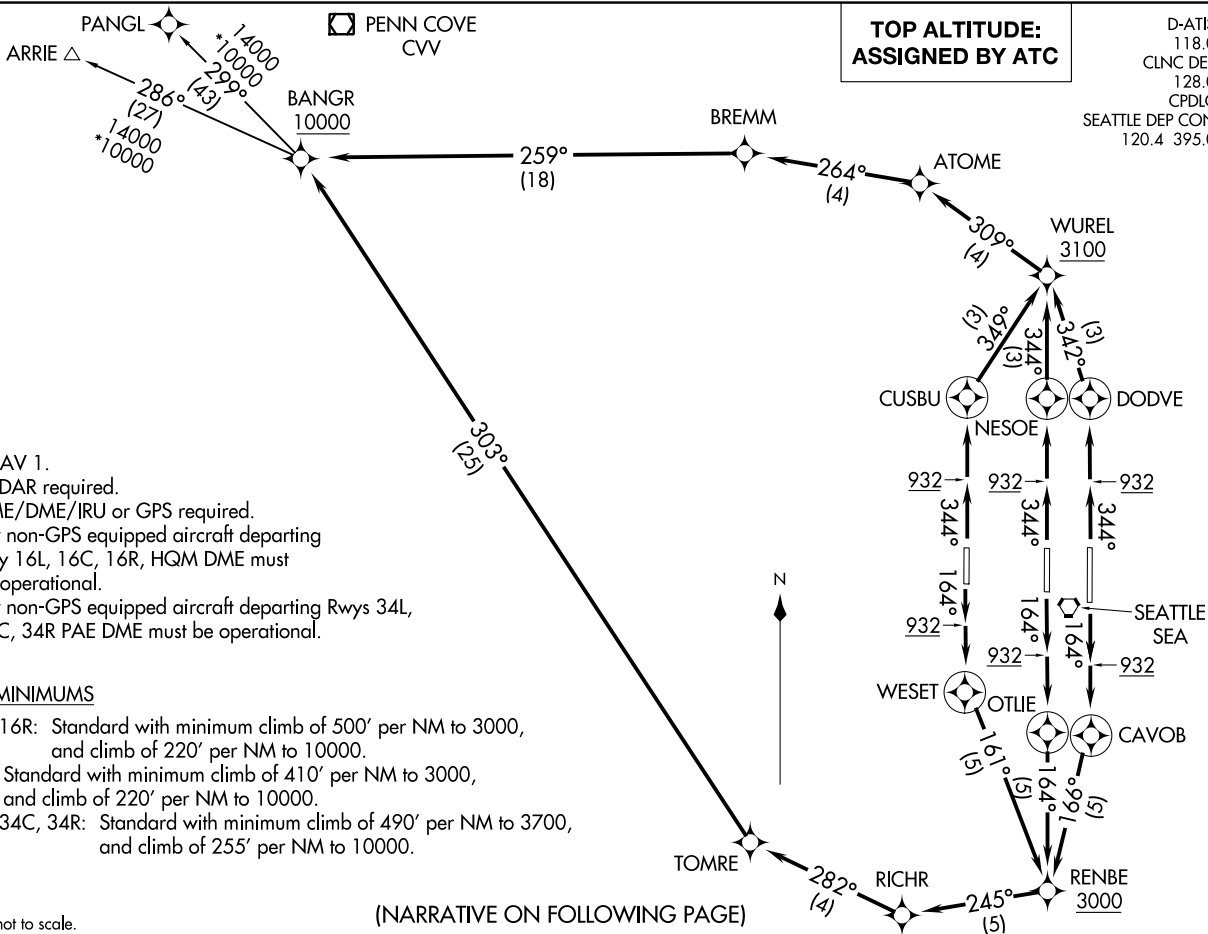 PANGL
PENN COVE
CVV
TOP ALTITUDE:
ASSIGNED BY ATC
D-ATI
118.0
CLNC DE
128.0
CPDL
SEATTLE DEP CON
120.4 395.0
ARRIE
14000
*10000
299°
(43)
286°
(27)
14000
*10000
BANGR
10000
BREMM
259°
(18)
264°
(4)
ATOME
309°
(4)
WUREL
3100
(3)
349°
344°
(3)
342°
(3)
CUSBU
NESOE
DODVE
303°
(25)
932
932
932
344°
344°
344°
AV 1.
DAR required.
ME/DME/IRU or GPS required.
non-GPS equipped aircraft departing
y 16L, 16C, 16R, HQM DME must
operational.
non-GPS equipped aircraft departing Rwys 34L,
C, 34R PAE DME must be operational.
N
164°
164°
164°
SEATTLE
SEA
932
932
932
WESET
OTLIE
CAVOB
MINIMUMS
16R: Standard with minimum climb of 500' per NM to 3000,
and climb of 220' per NM to 10000.
Standard with minimum climb of 410' per NM to 3000,
and climb of 220' per NM to 10000.
34C, 34R: Standard with minimum climb of 490' per NM to 3700,
and climb of 255' per NM to 10000.
161°
(5)
164°
(5)
166°
(5)
TOMRE
282°
(4)
RICHR
245°
(5)
RENBE
3000
not to scale.
(NARRATIVE ON FOLLOWING PAGE)